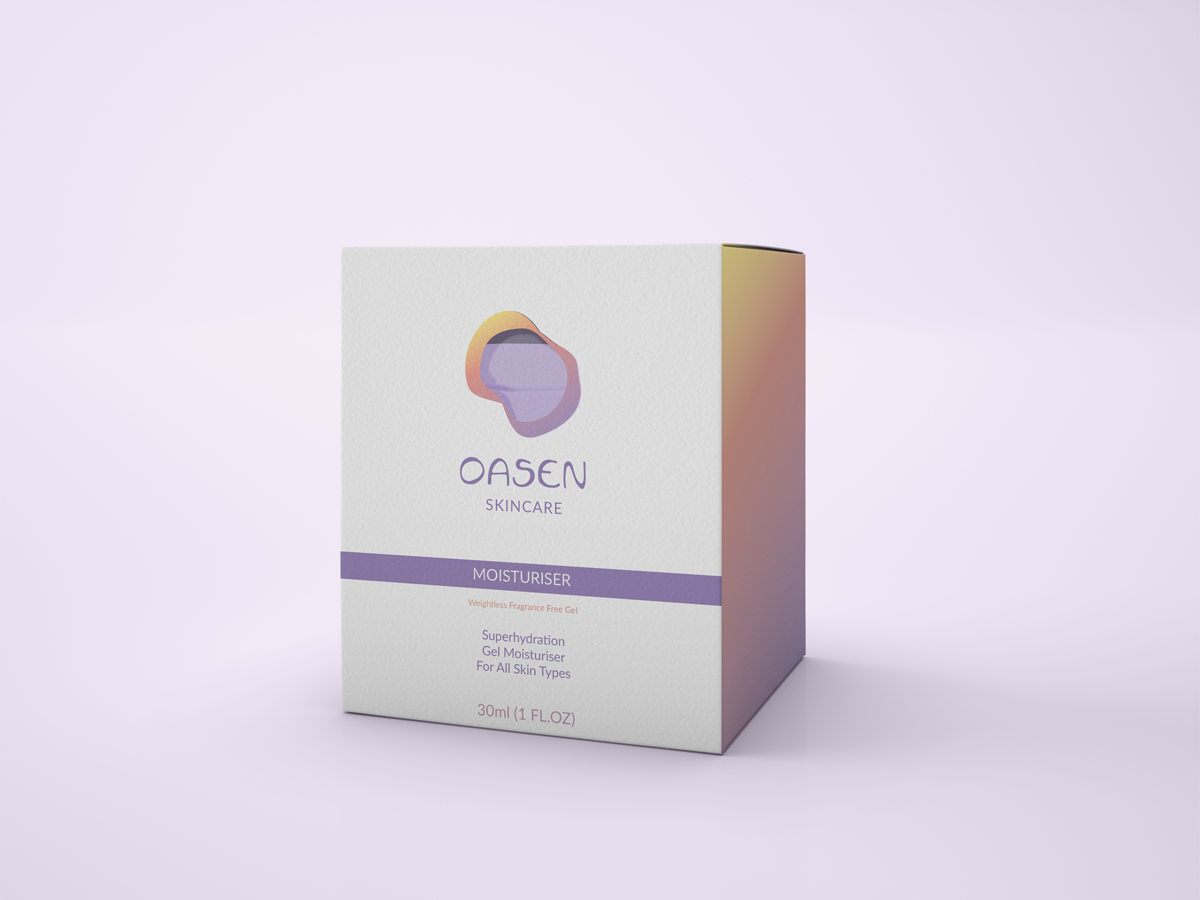 OASEN
SKINCARE
MOISTURISER
Weightless Fragrance Free Gel
Superhydration
Gel Moisturiser
For All Skin Types
30ml (1 FL.OZ)